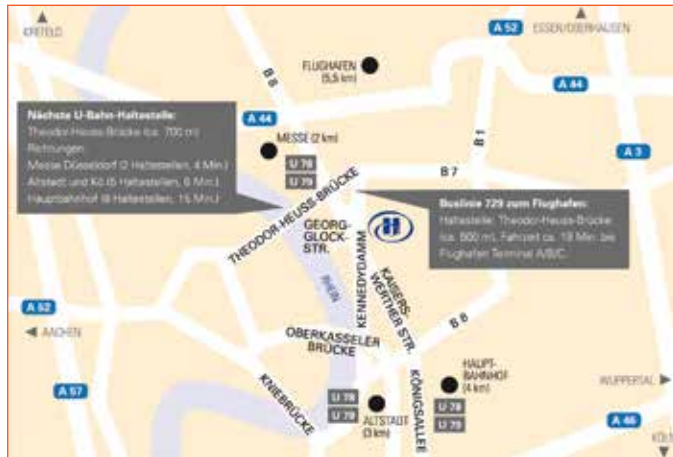 KREFELD
A 52
ESSEN/OBERHAUSEN
B 8
FLUGHAFEN
(5,5 km)
A 44
Nächste U-Bahn-Haltestelle:
Theodor-Heuss-Brücke (ca. 700 m)
Richtungen:
Messe Düsseldorf (2 Haltestellen, 4 Min.)
Altstadt und Kö (5 Haltestellen, 8 Min.)
Hauptbahnhof (8 Haltestellen, 15 Min.)
A 44
MESSE (2 km)
U 78
U 79
B 1
A 3
B 7
THEODOR-HEUSS-BRÜCKE
Buslinie 729 zum Flughafen:
Haltestelle: Theodor-Heuss-Brücke
(ca. 600 m), Fahrzeit ca. 19 Min. bis
Flughafen Terminal A/B/C.
GEORG-
GLOCK-
STR.
H
RHEIN
KENNEDYDAMM
KAISERS-
WERTHER STR.
A 52
AACHEN
OBERKASSELER
BRÜCKE
B 8
KNIEBRÜCKE
KÖNIGSALLEE
HAUPT-
BAHNHOF
(4 km)
U 78
U 79
WUPPERTAL
A 57
U 78
U 79
ALTSTADT
(3 km)
A 46
KÖLN